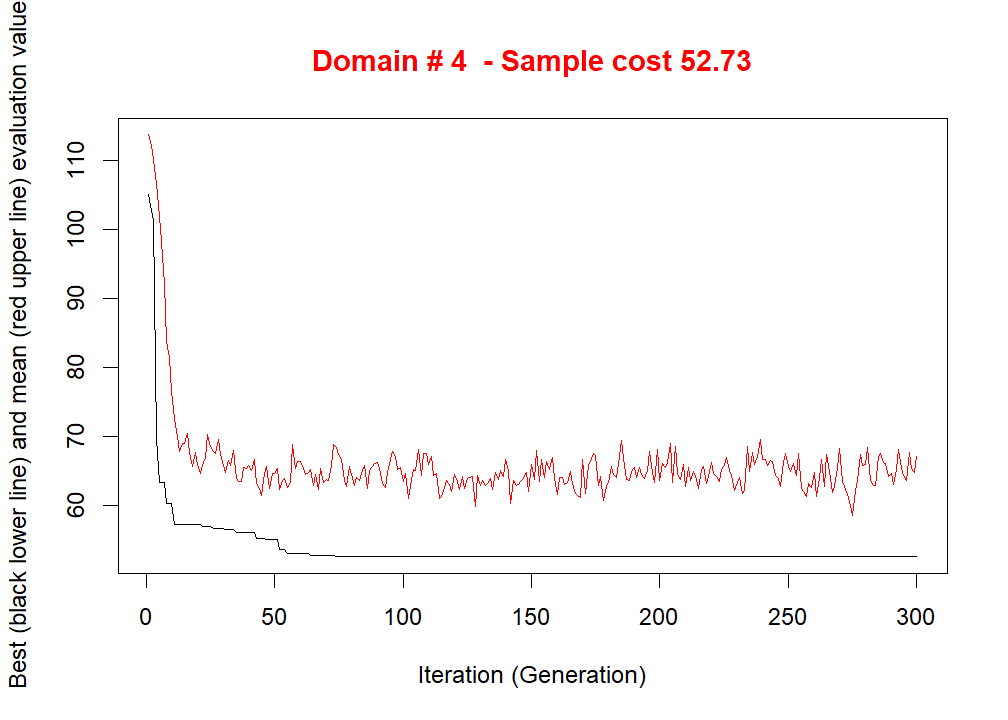 Domain # 4  - Sample cost 52.73
Best (black lower line) and mean (red upper line) evaluation value
110
100
90
80
70
60
0 50 100 150 200 250 300
Iteration (Generation)